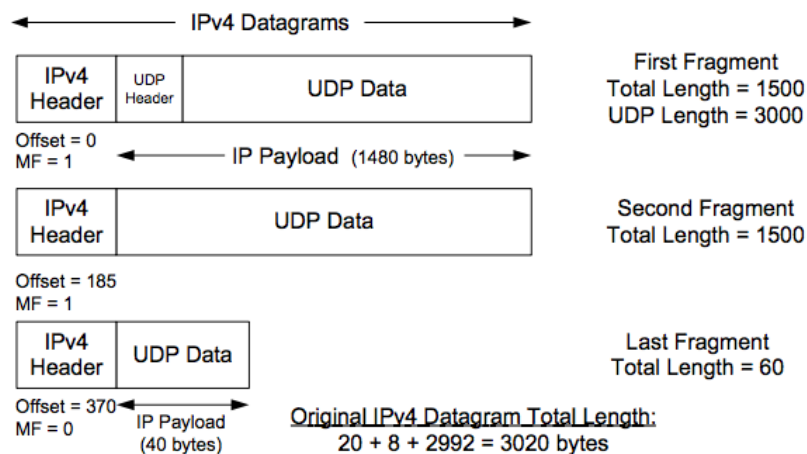 IPv4 Datagrams
IPv4
Header
UDP
Header
UDP Data
First Fragment
Total Length = 1500
UDP Length = 3000
Offset = 0
MF = 1
IP Payload (1480 bytes)
IPv4
Header
UDP Data
Second Fragment
Total Length = 1500
Offset = 185
MF = 1
IPv4
Header
UDP Data
Last Fragment
Total Length = 60
Offset = 370
MF = 0
IP Payload
(40 bytes)
Original IPv4 Datagram Total Length:
20 + 8 + 2992 = 3020 bytes